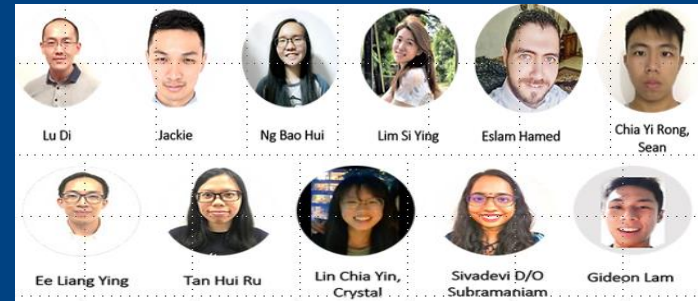 Lu Di
Jackie
Ng Bao Hui
Lim Si Ying
Eslam Hamed
Chia Yi Rong,
Sean
Ee Liang Ying
Tan Hui Ru
Lin Chia Yin,
Crystal
Sivadevi D/O
Subramaniam
Gideon Lam